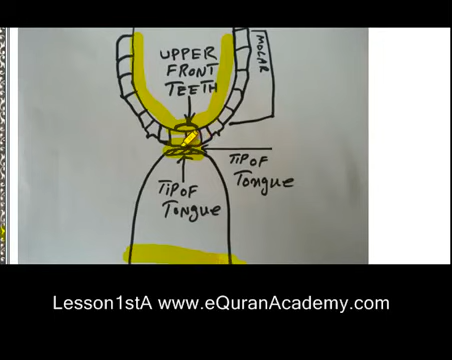 MOLAR
UPPER
FRONT
TEETH
TIP OF
TONGUE
TIP OF
TONGUE
Lesson1stA www.eQuranAcademy.com